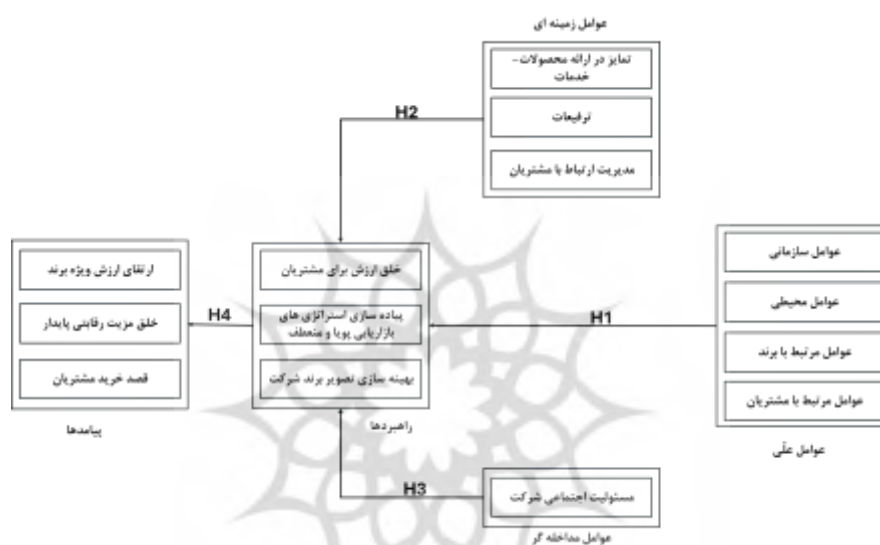 عوامل زمینه ای
تمایز در ارائه محصولات-
خدمات
ترفیعات
مدیریت ارتباط با مشتریان
H2
عوامل سازمانی
عوامل محیطی
عوامل مرتبط با برند
عوامل مرتبط با مشتریان
عوامل علّی
H1
خلق ارزش برای مشتریان
پیاده سازی استراتژی های
بازاریابی پویا و منعطف
بهینه سازی تصویر برند شرکت
راهبردها
H4
ارتقای ارزش ویژه برند
خلق مزیت رقابتی پایدار
قصد خرید مشتریان
پیامدها
H3
مسئولیت اجتماعی شرکت
عوامل مداخله گر